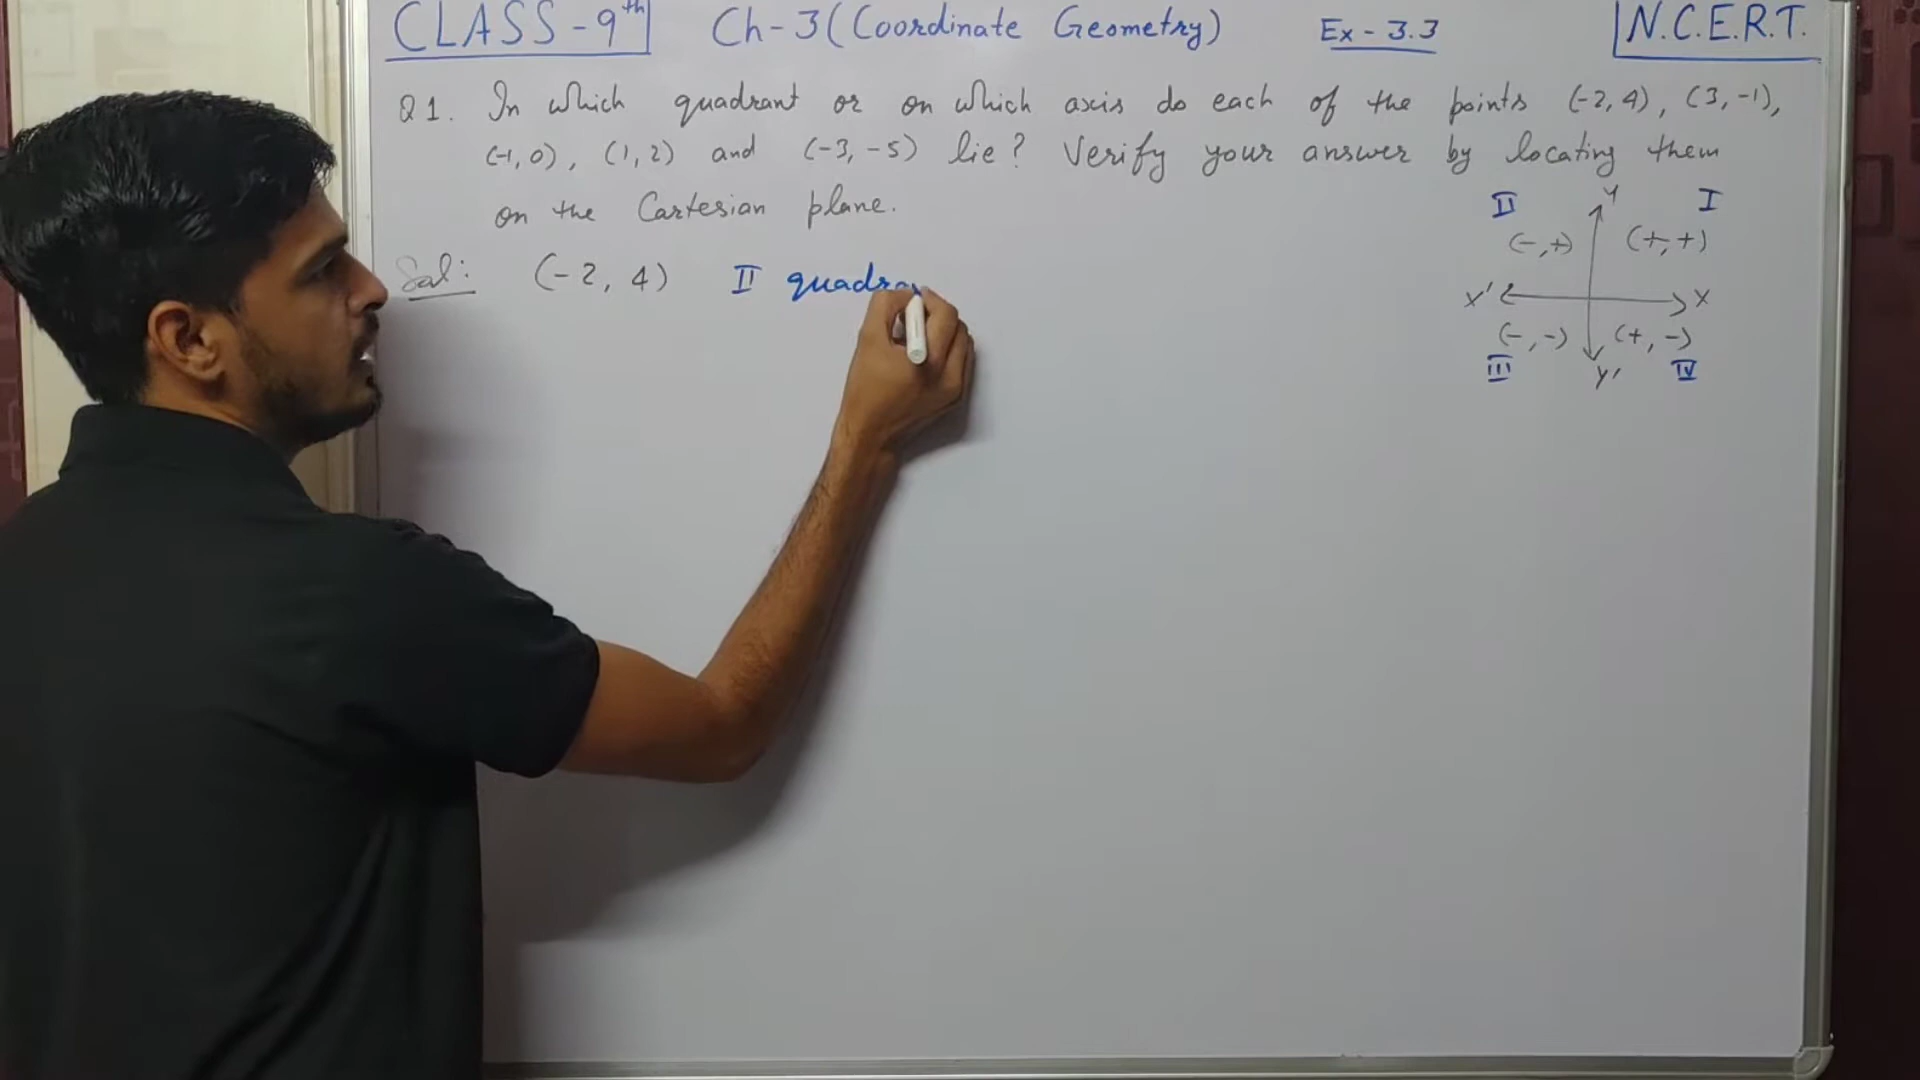 CLASS-9th Ch-3 (Coordinate Geometry) Ex-3.3 N.C.E.R.T.
Q1. In which quadrant or on which axis do each of the points (-2, 4), (3, -1),
(-1, 0), (1, 2) and (-3, -5) lie? Verify your answer by locating them
on the Cartesian plane.
Sol: (-2, 4) II quadra
II Y I
(-,+) (+,+)
X' X
(-,-) (+,-)
III Y' IV